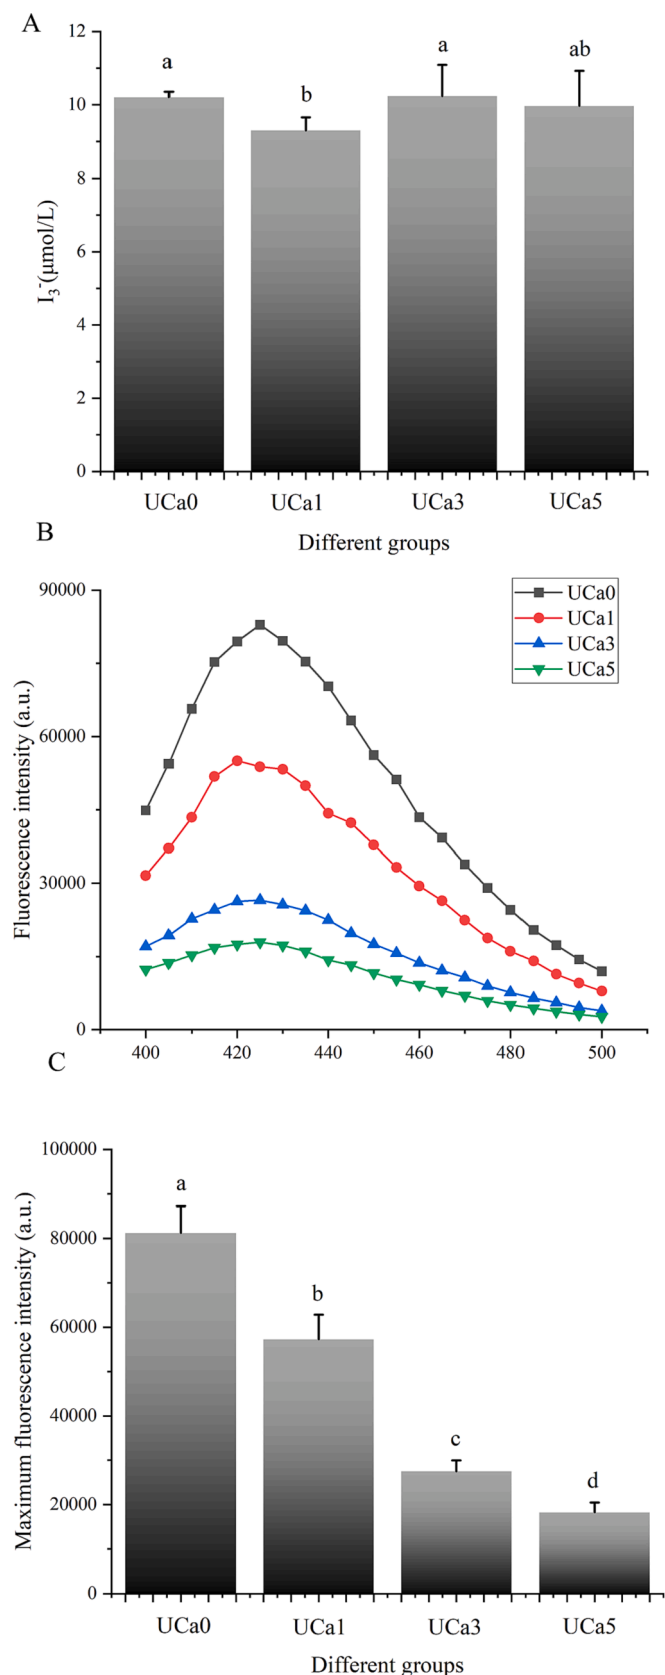 A
12
10
8
6
4
2
0
I₃⁻(μmol/L)
a
b
a
ab
UCa0 UCa1 UCa3 UCa5
Different groups
B
90000
60000
30000
0
Fluorescence intensity (a.u.)
UCa0
UCa1
UCa3
UCa5
400 420 440 460 480 500
C
100000
80000
60000
40000
20000
0
Maximum fluorescence intensity (a.u.)
a
b
c
d
UCa0 UCa1 UCa3 UCa5
Different groups